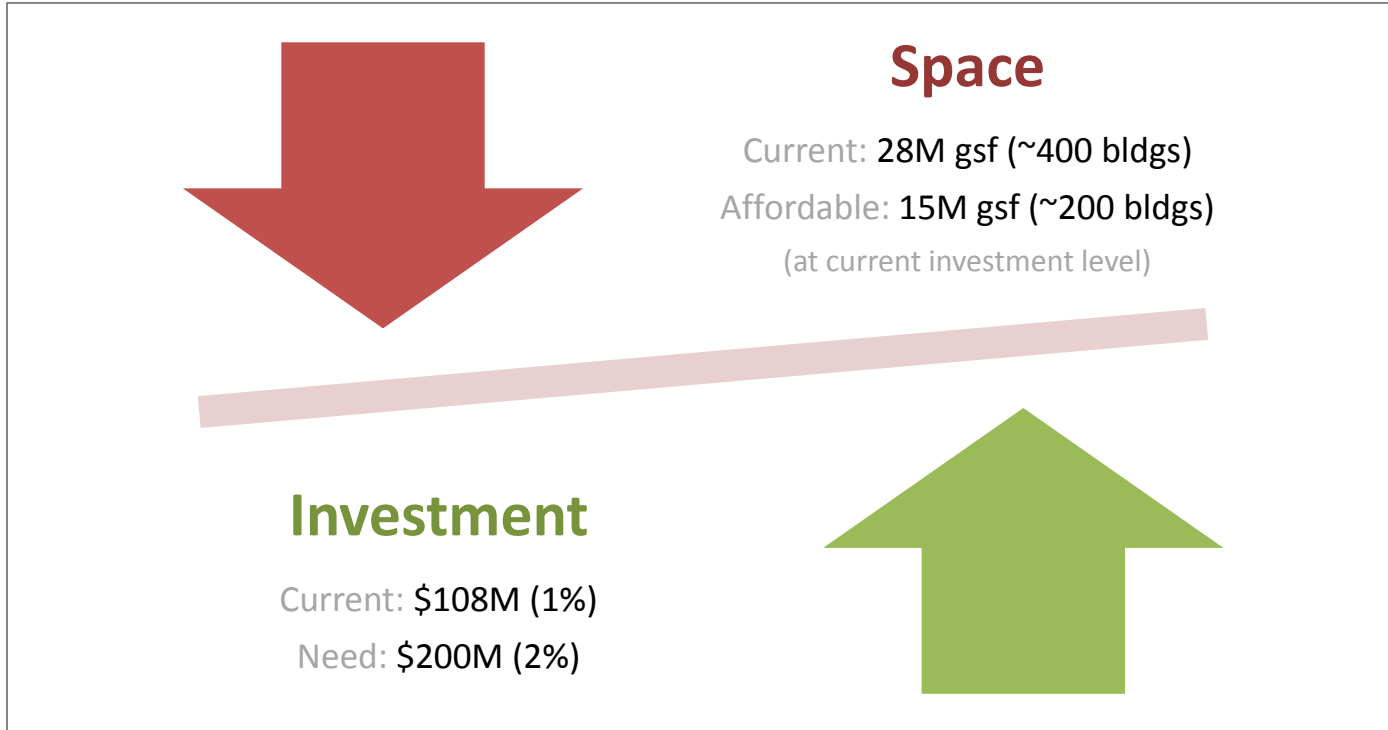 Space
Current: 28M gsf (~400 bldgs)
Affordable: 15M gsf (~200 bldgs)
(at current investment level)
Investment
Current: $108M (1%)
Need: $200M (2%)